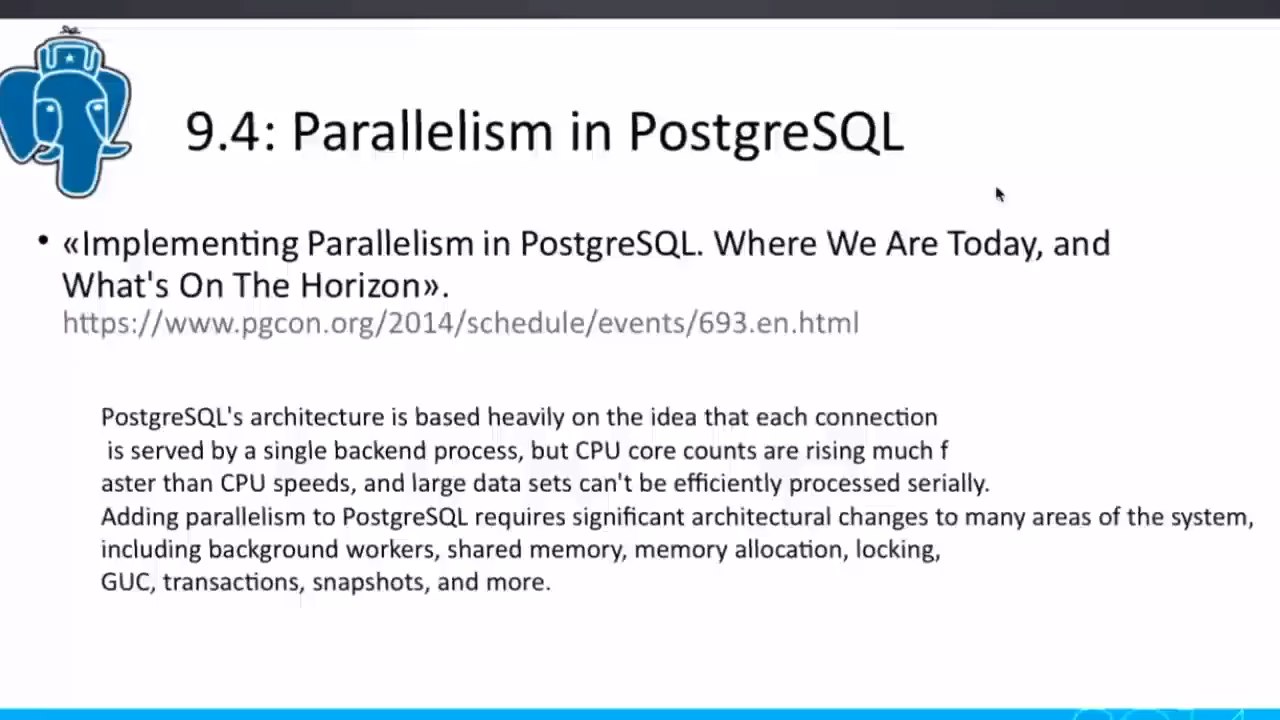 9.4: Parallelism in PostgreSQL
• «Implementing Parallelism in PostgreSQL. Where We Are Today, and
What's On The Horizon».
https://www.pgcon.org/2014/schedule/events/693.en.html
PostgreSQL's architecture is based heavily on the idea that each connection
is served by a single backend process, but CPU core counts are rising much f
aster than CPU speeds, and large data sets can't be efficiently processed serially.
Adding parallelism to PostgreSQL requires significant architectural changes to many areas of the system,
including background workers, shared memory, memory allocation, locking,
GUC, transactions, snapshots, and more.